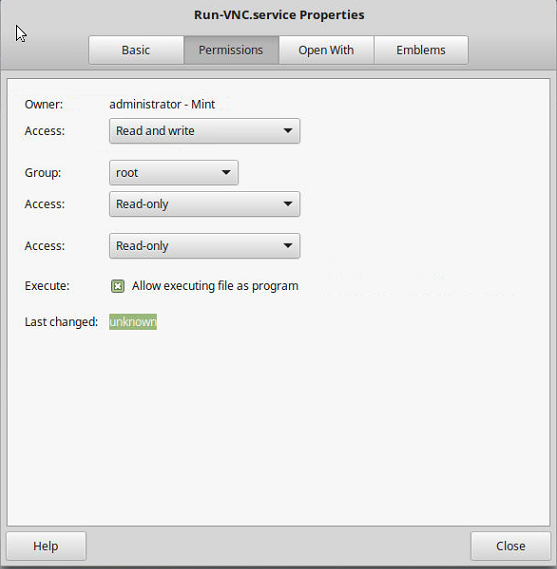 Run-VNC.service Properties
Basic Permissions Open With Emblems
Owner: administrator - Mint
Access: Read and write
Group: root
Access: Read-only
Access: Read-only
Execute: Allow executing file as program
Last changed: unknown
Help Close